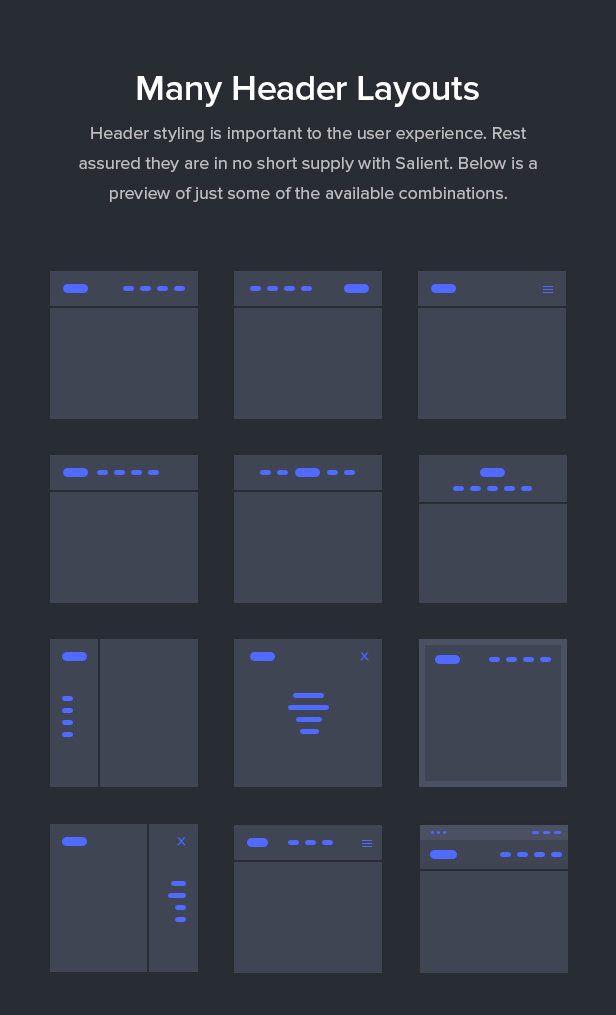 Many Header Layouts
Header styling is important to the user experience. Rest
assured they are in no short supply with Salient. Below is a
preview of just some of the available combinations.